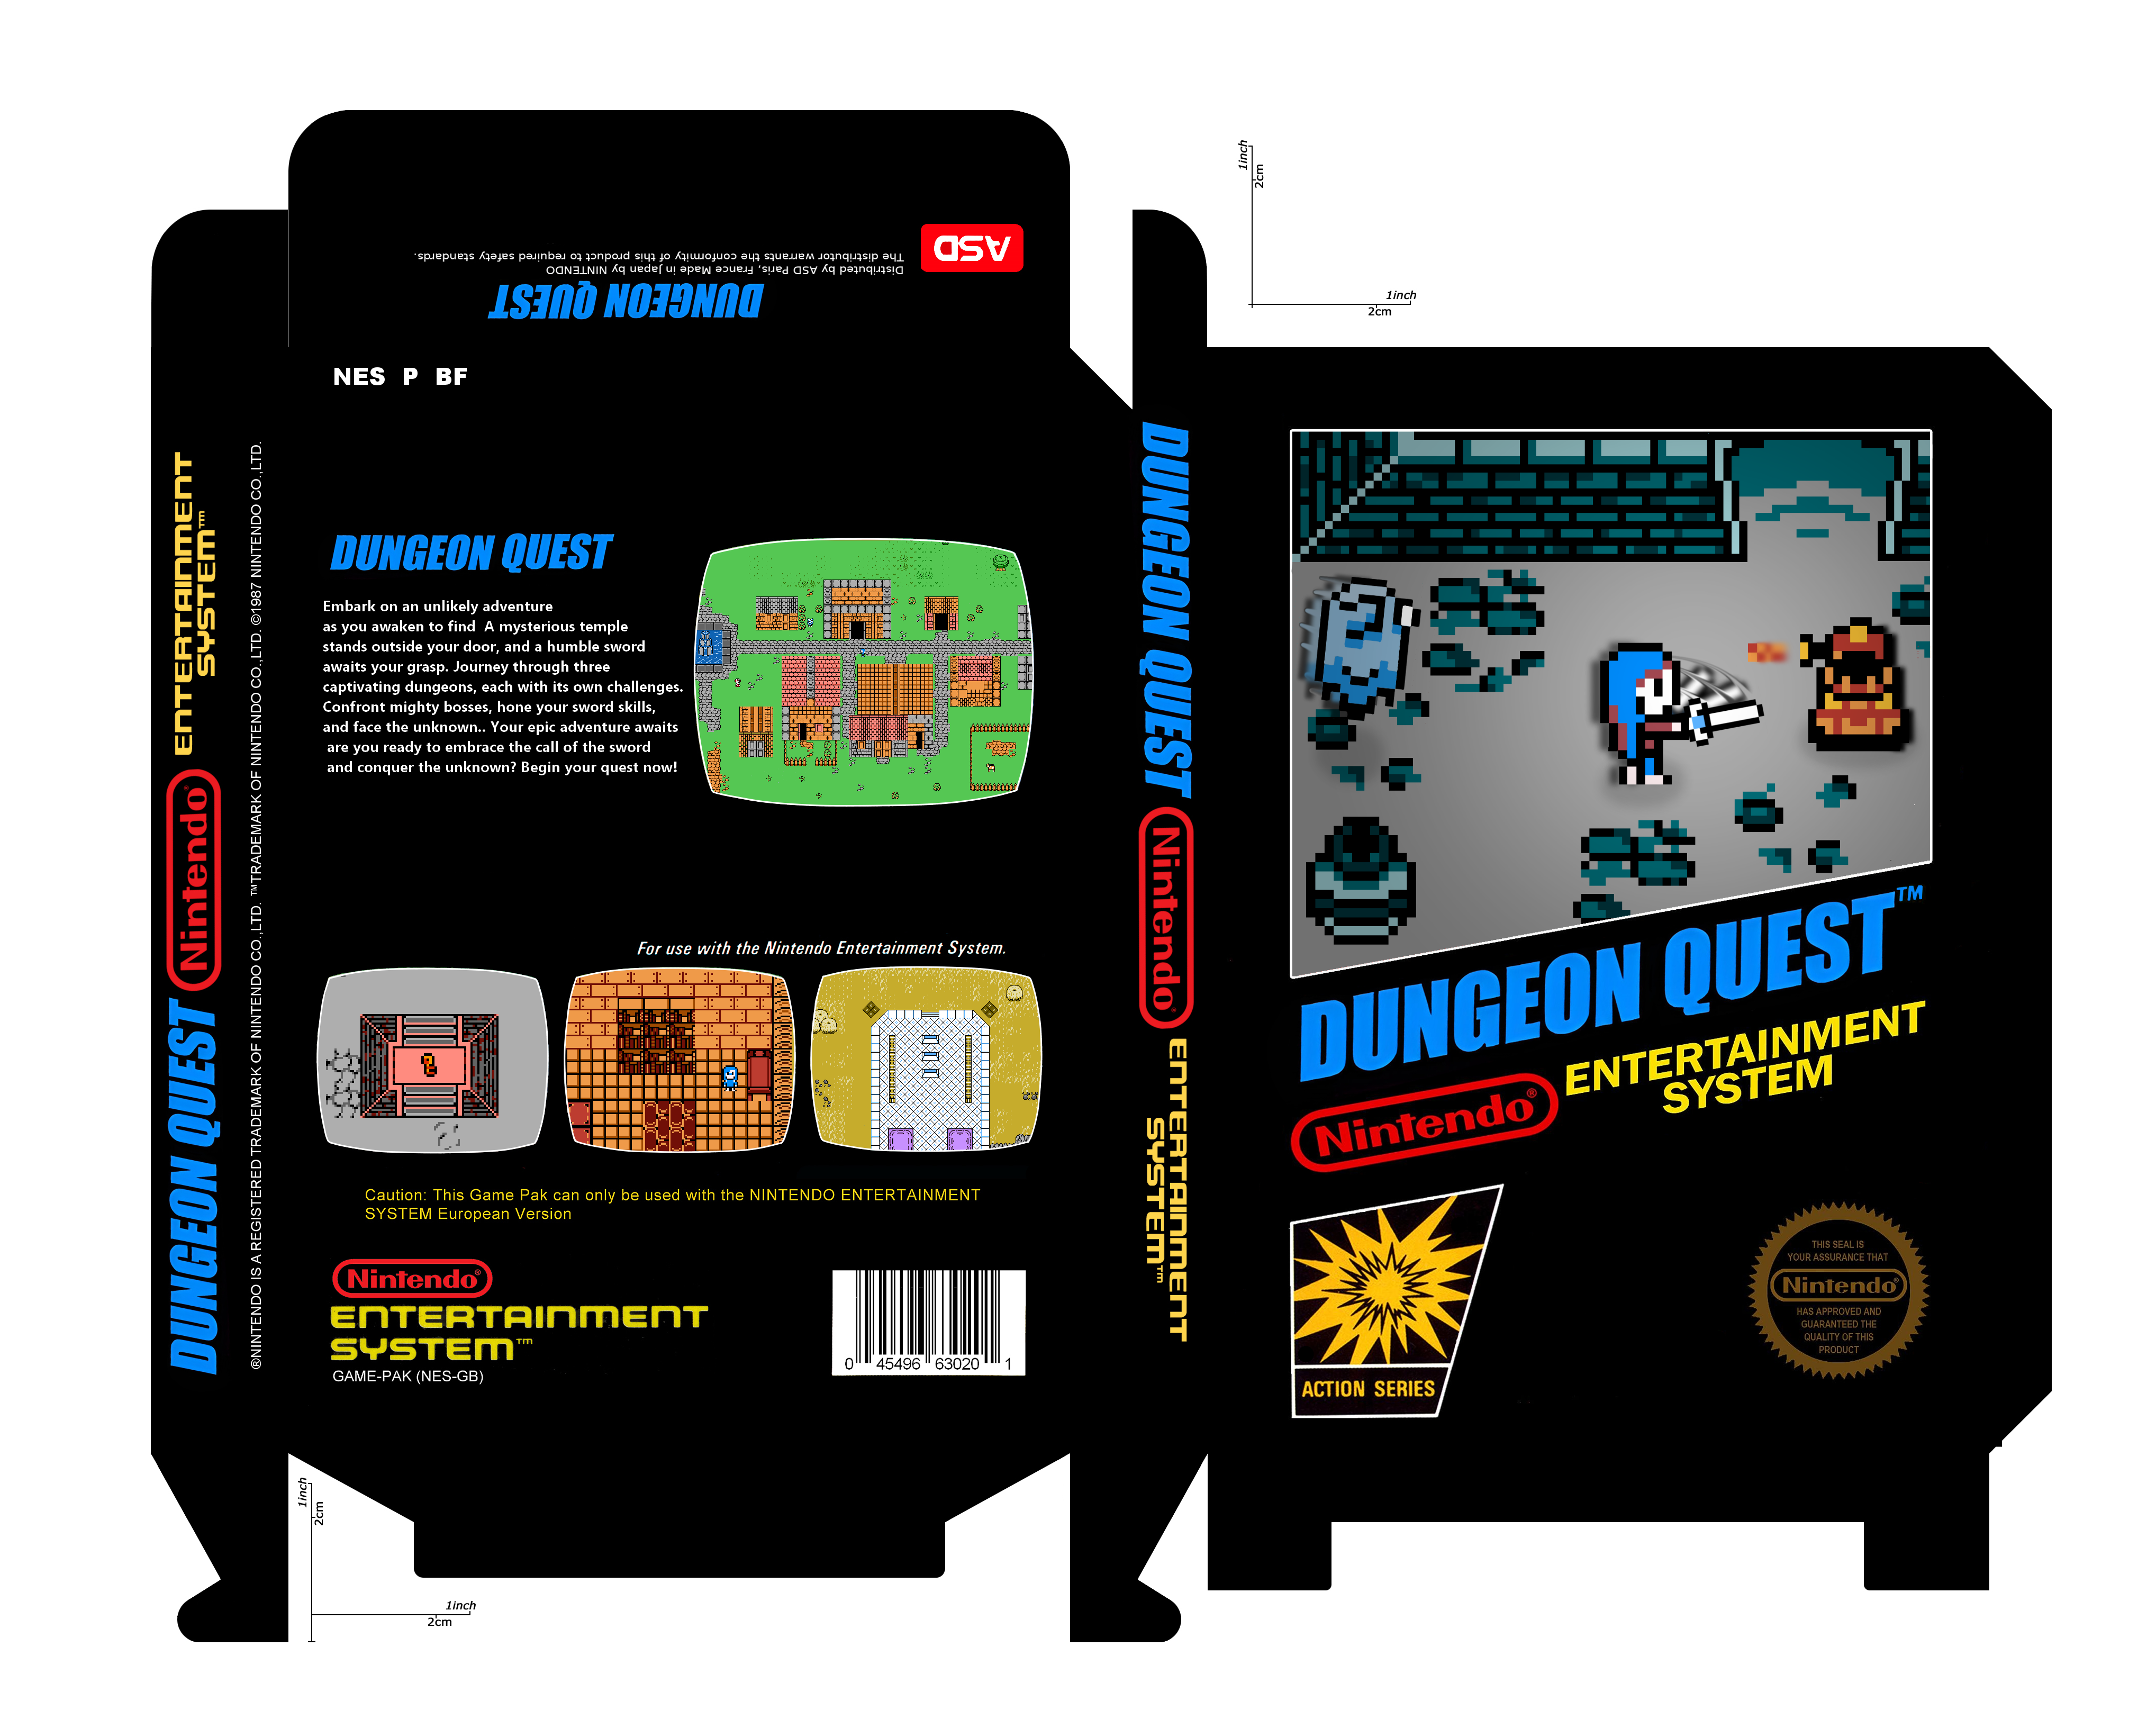 ASD
Distributed by ASD Paris, France Made in Japan by NINTENDO
The distributor warrants the conformity of this product to required safety standards.
DUNGEON QUEST
NES P BF
DUNGEON QUEST
Embark on an unlikely adventure
as you awaken to find A mysterious temple
stands outside your door, and a humble sword
awaits your grasp. Journey through three
captivating dungeons, each with its own challenges.
Confront mighty bosses, hone your sword skills,
and face the unknown.. Your epic adventure awaits
are you ready to embrace the call of the sword
and conquer the unknown? Begin your quest now!
For use with the Nintendo Entertainment System.
Caution: This Game Pak can only be used with the NINTENDO ENTERTAINMENT
SYSTEM European Version
Nintendo®
ENTERTAINMENT
SYSTEM™
GAME-PAK (NES-GB)
0 45496 63020 1
DUNGEON QUEST Nintendo® ENTERTAINMENT
SYSTEM™
®NINTENDO IS A REGISTERED TRADEMARK OF NINTENDO CO.,LTD. ™TRADEMARK OF NINTENDO CO.,LTD. ©1987 NINTENDO CO.,LTD.
DUNGEON QUEST Nintendo® ENTERTAINMENT
SYSTEM™
DUNGEON QUEST™
Nintendo®
ENTERTAINMENT
SYSTEM
ACTION SERIES
THIS SEAL IS
YOUR ASSURANCE THAT
Nintendo®
HAS APPROVED AND
GUARANTEED THE
QUALITY OF THIS
PRODUCT
1inch
2cm
1inch
2cm
1inch
2cm
1inch
2cm